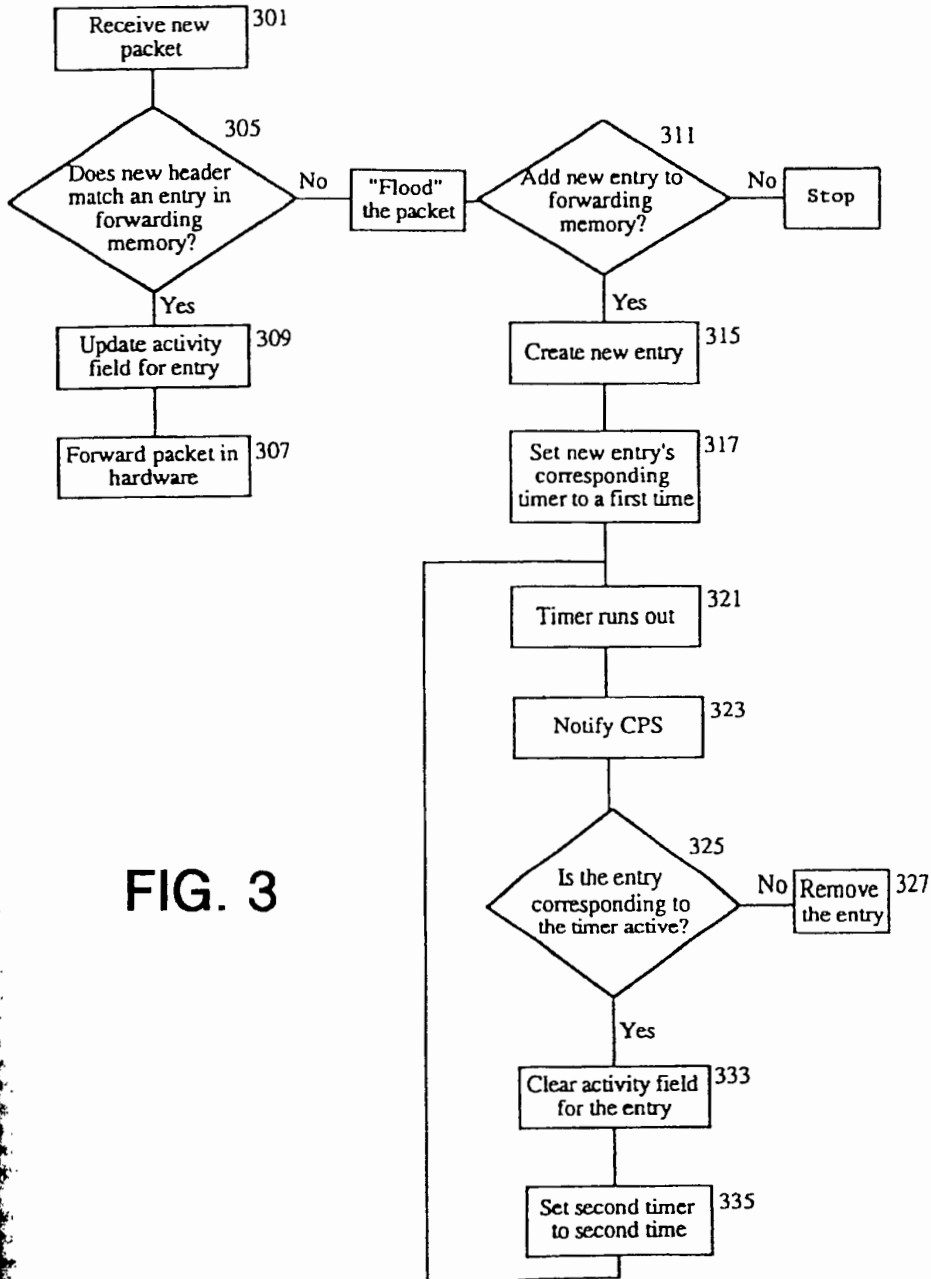 Receive new
packet
301
305
Does new header
match an entry in
forwarding
memory?
No
"Flood"
the packet
311
Add new entry to
forwarding
memory?
No
Stop
Yes
Update activity
field for entry
309
Forward packet in
hardware
307
Yes
Create new entry
315
Set new entry's
corresponding
timer to a first time
317
Timer runs out
321
Notify CPS
323
325
Is the entry
corresponding to
the timer active?
No
Remove
the entry
327
Yes
Clear activity field
for the entry
333
Set second timer
to second time
335
FIG. 3